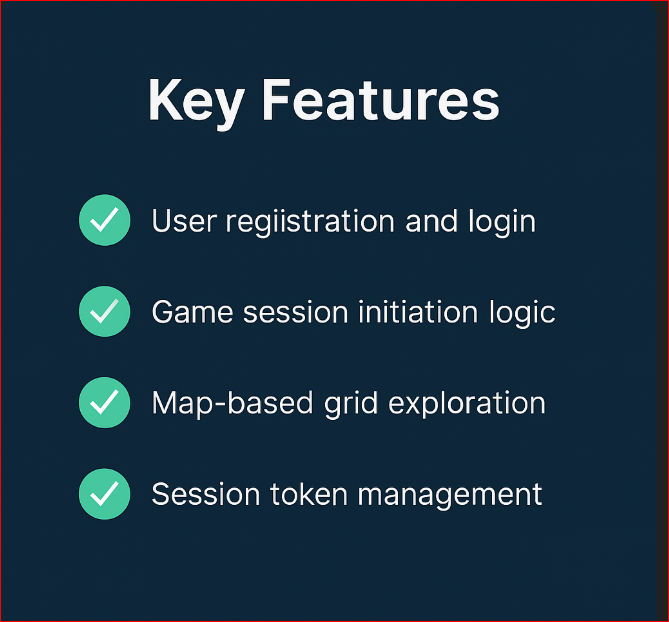 Key Features
User regiistration and login
Game session initiation logic
Map-based grid exploration
Session token management